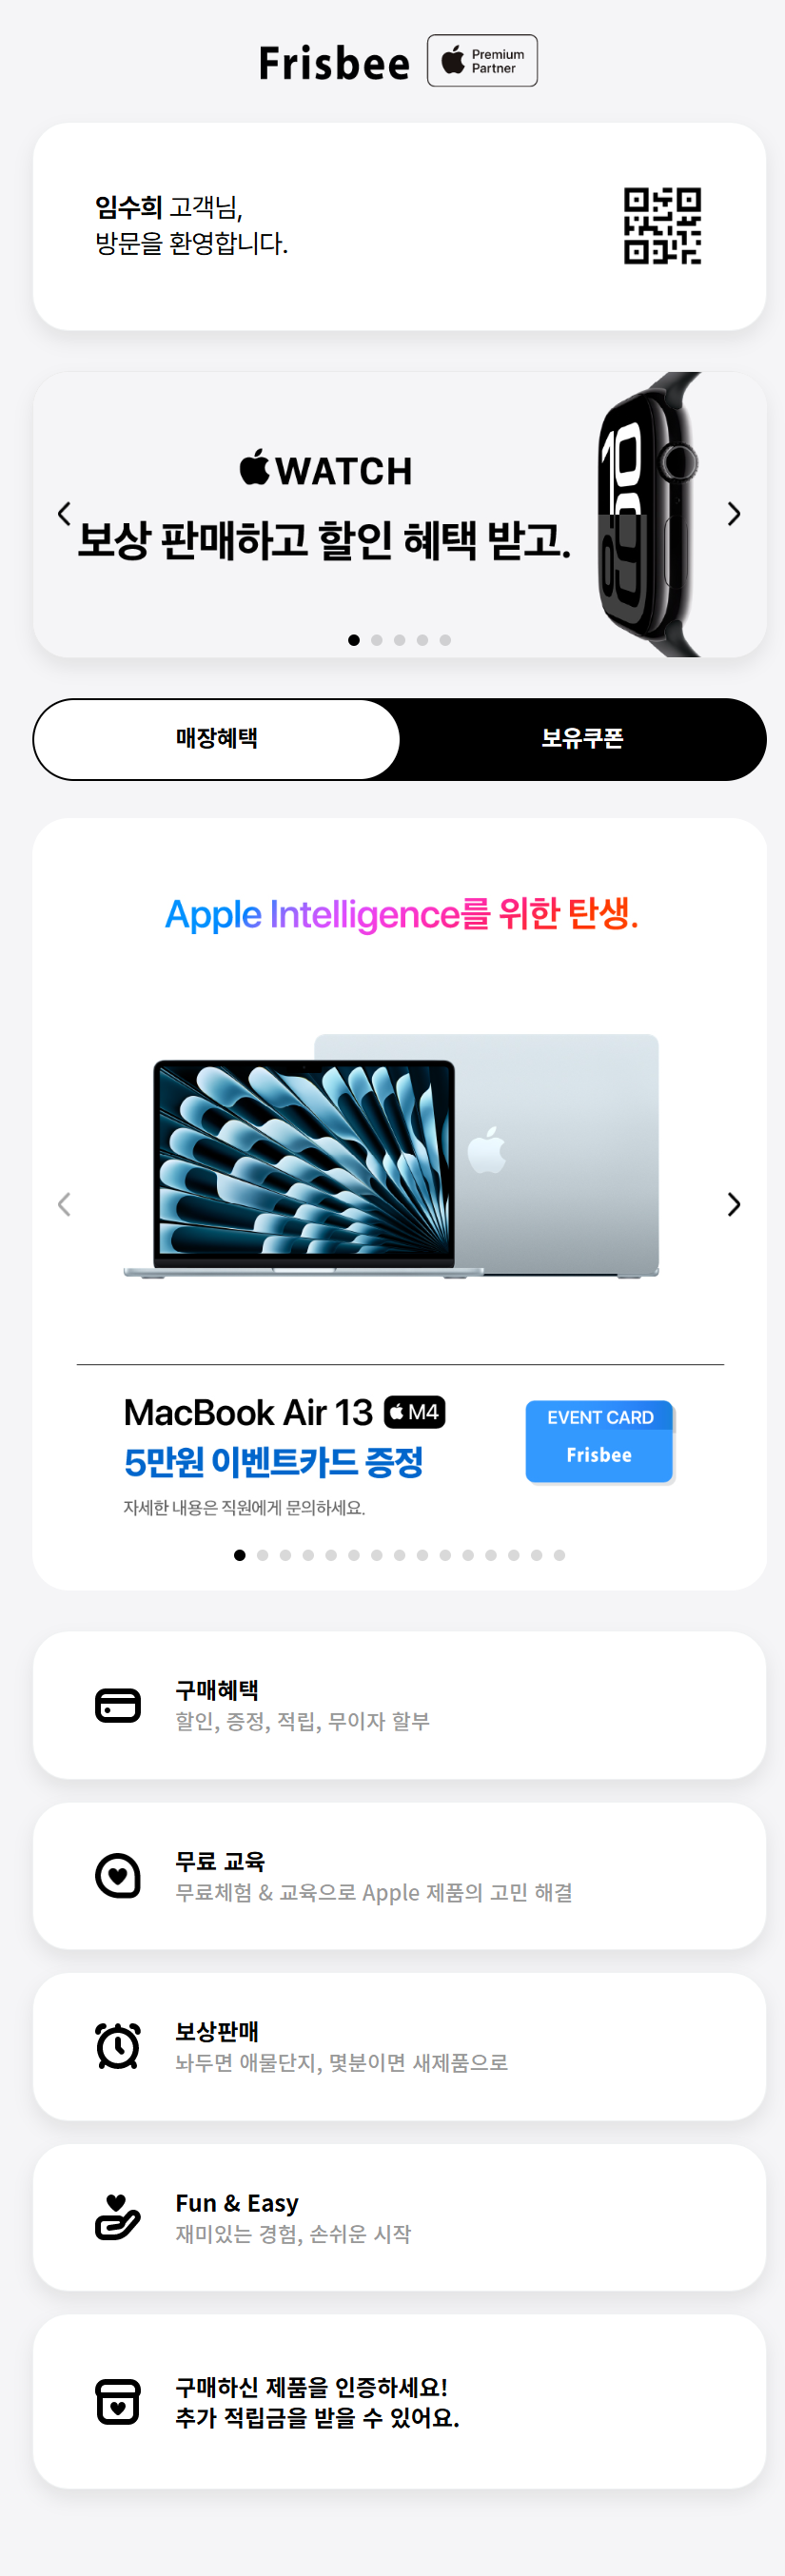 Frisbee
Premium
Partner
임수희 고객님,
방문을 환영합니다.
WATCH
보상 판매하고 할인 혜택 받고.
10
매장혜택
보유쿠폰
Apple Intelligence를 위한 탄생.
MacBook Air 13 M4
5만원 이벤트카드 증정
자세한 내용은 직원에게 문의하세요.
EVENT CARD
Frisbee
구매혜택
할인, 증정, 적립, 무이자 할부
무료 교육
무료체험 & 교육으로 Apple 제품의 고민 해결
보상판매
놔두면 애물단지, 몇분이면 새제품으로
Fun & Easy
재미있는 경험, 손쉬운 시작
구매하신 제품을 인증하세요!
추가 적립금을 받을 수 있어요.